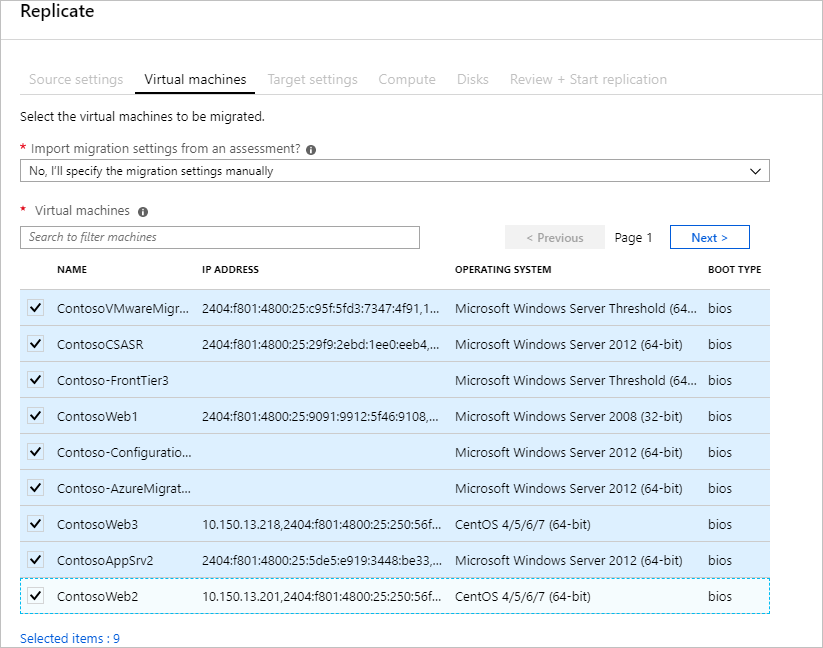 Replicate
Source settings Virtual machines Target settings Compute Disks Review + Start replication
Select the virtual machines to be migrated.
* Import migration settings from an assessment?
No, I'll specify the migration settings manually
* Virtual machines
Search to filter machines
< Previous Page 1 Next >
NAME IP ADDRESS OPERATING SYSTEM BOOT TYPE
ContosoVMwareMigr... 2404:f801:4800:25:c95f:5fd3:7347:4f91,1... Microsoft Windows Server Threshold (64... bios
ContosoCSASR 2404:f801:4800:25:29f9:2ebd:1ee0:eeb4,... Microsoft Windows Server 2012 (64-bit) bios
Contoso-FrontTier3 Microsoft Windows Server Threshold (64... bios
ContosoWeb1 2404:f801:4800:25:9091:9912:5f46:9108,... Microsoft Windows Server 2008 (32-bit) bios
Contoso-Configuratio... Microsoft Windows Server 2012 (64-bit) bios
Contoso-AzureMigrat... Microsoft Windows Server 2012 (64-bit) bios
ContosoWeb3 10.150.13.218,2404:f801:4800:25:250:56f... CentOS 4/5/6/7 (64-bit) bios
ContosoAppSrv2 2404:f801:4800:25:5de5:e919:3448:be33,... Microsoft Windows Server 2012 (64-bit) bios
ContosoWeb2 10.150.13.201,2404:f801:4800:25:250:56f... CentOS 4/5/6/7 (64-bit) bios
Selected items : 9